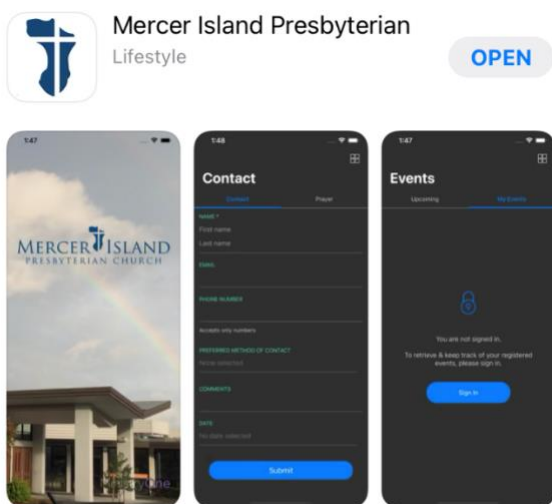 Mercer Island Presbyterian
Lifestyle
OPEN
1:47
MERCER ISLAND
PRESBYTERIAN CHURCH
1:48
Contact
Contact
Prayer
NAME *
First name
Last name
EMAIL
PHONE NUMBER
Accepts only numbers
PREFERRED METHOD OF CONTACT
None selected
COMMENTS
DATE
No date selected
Submit
1:47
Events
Upcoming
My Events
You are not signed in.
To retrieve & keep track of your registered
events, please sign in.
Sign In